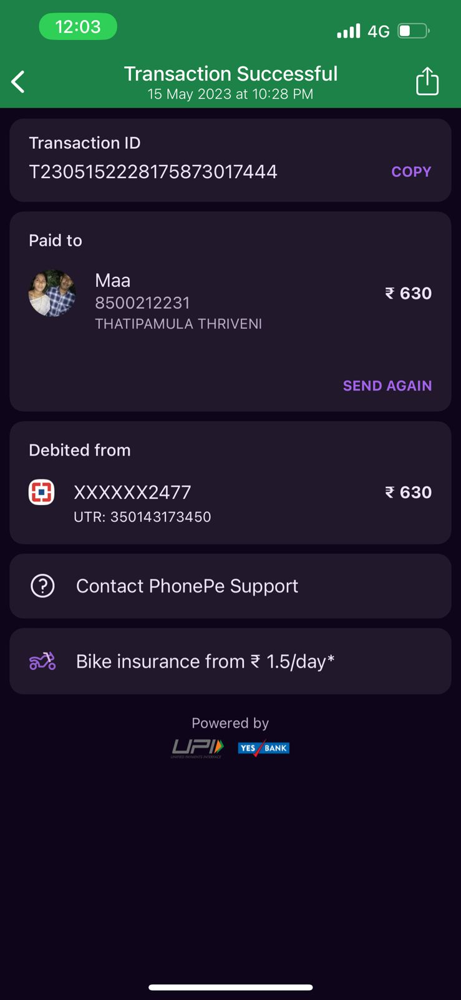 12:03
4G
Transaction Successful
15 May 2023 at 10:28 PM
Transaction ID
T2305152228175873017444
COPY
Paid to
Maa
8500212231
THATIPAMULA THRIVENI
₹ 630
SEND AGAIN
Debited from
XXXXXX2477
₹ 630
UTR: 350143173450
Contact PhonePe Support
Bike insurance from ₹ 1.5/day*
Powered by
UPI
UNIFIED PAYMENTS INTERFACE
YES BANK